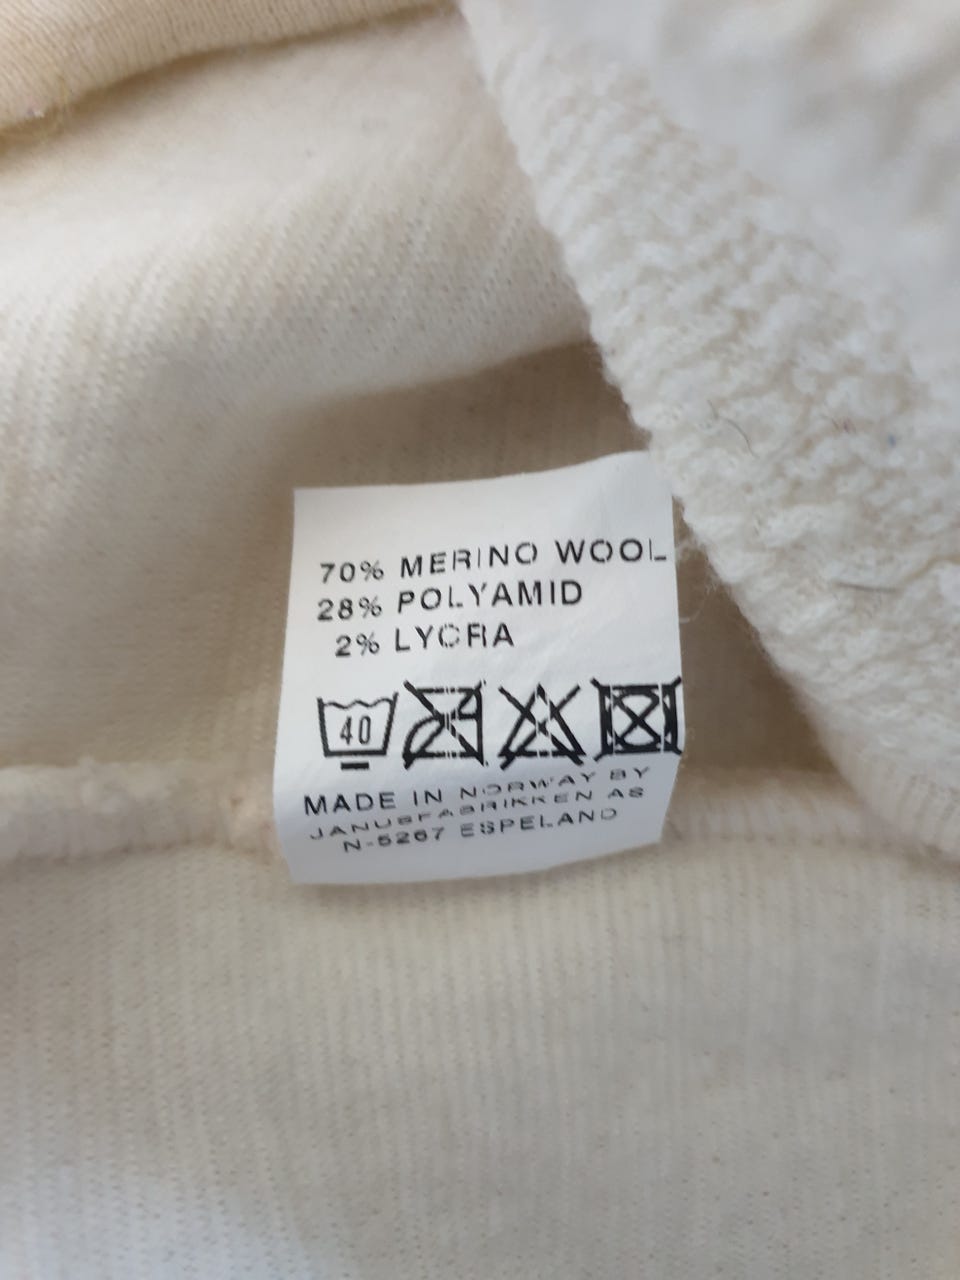 70% MERINO WOOL
28% POLYAMID
2% LYCRA
40
MADE IN NORWAY BY
JANUSFABRIKKEN AS
N-5267 ESPELAND